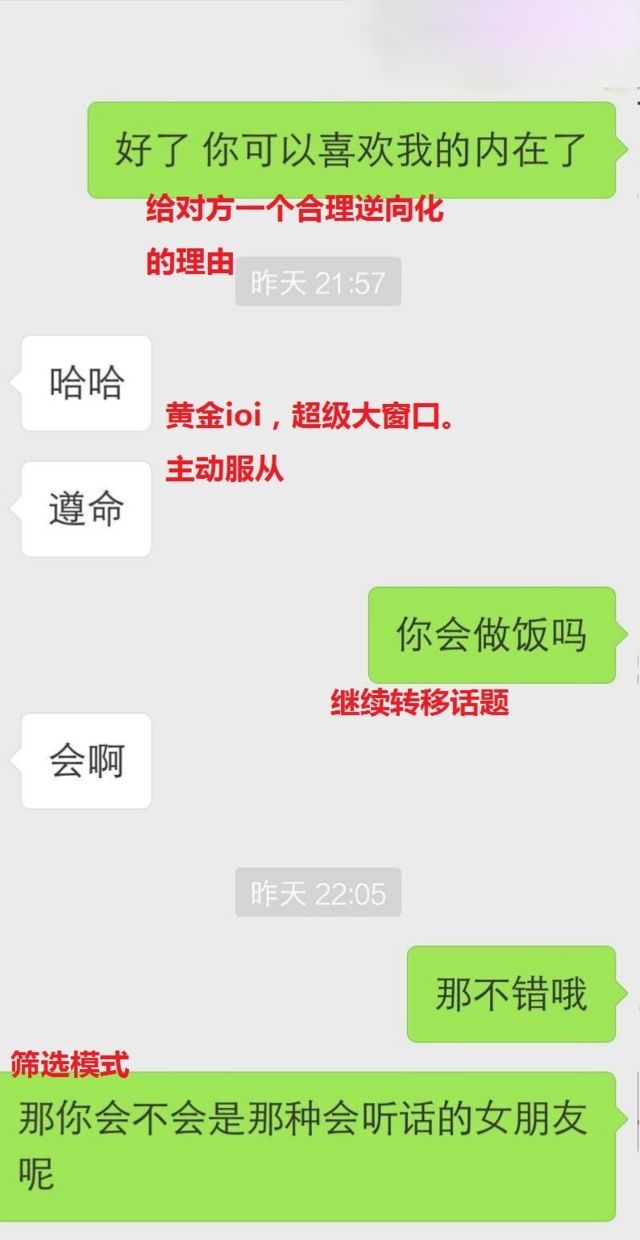 好了 你可以喜欢我的内在了
给对方一个合理逆向化
的理由
昨天 21:57
哈哈
黄金ioi，超级大窗口。
主动服从
遵命
你会做饭吗
继续转移话题
会啊
昨天 22:05
那不错哦
筛选模式
那你会不会是那种会听话的女朋友
呢